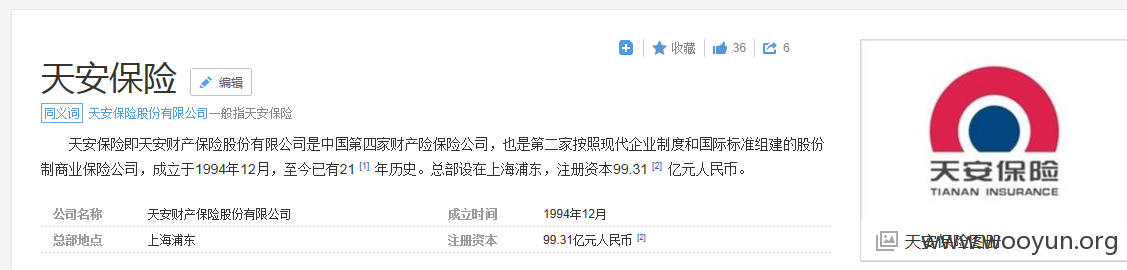 收藏 36 6
天安保险 编辑
同义词 天安保险股份有限公司一般指天安保险
天安保险即天安财产保险股份有限公司是中国第四家财产险保险公司，也是第二家按照现代企业制度和国际标准组建的股份
制商业保险公司，成立于1994年12月，至今已有21 [1] 年历史。总部设在上海浦东，注册资本99.31 [2] 亿元人民币。
公司名称 天安财产保险股份有限公司 成立时间 1994年12月
总部地点 上海浦东 注册资本 99.31亿元人民币 [2]
天安保险
TIANAN INSURANCE
天安保险图册
www.wooyun.org